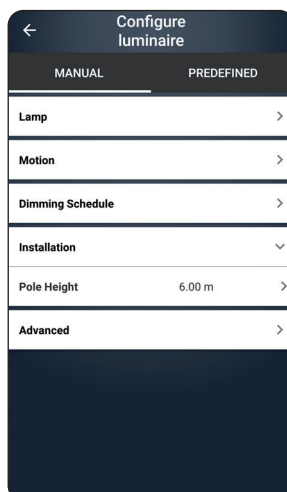 Configure
luminaire
MANUAL PREDEFINED
Lamp
Motion
Dimming Schedule
Installation
Pole Height 6.00 m
Advanced